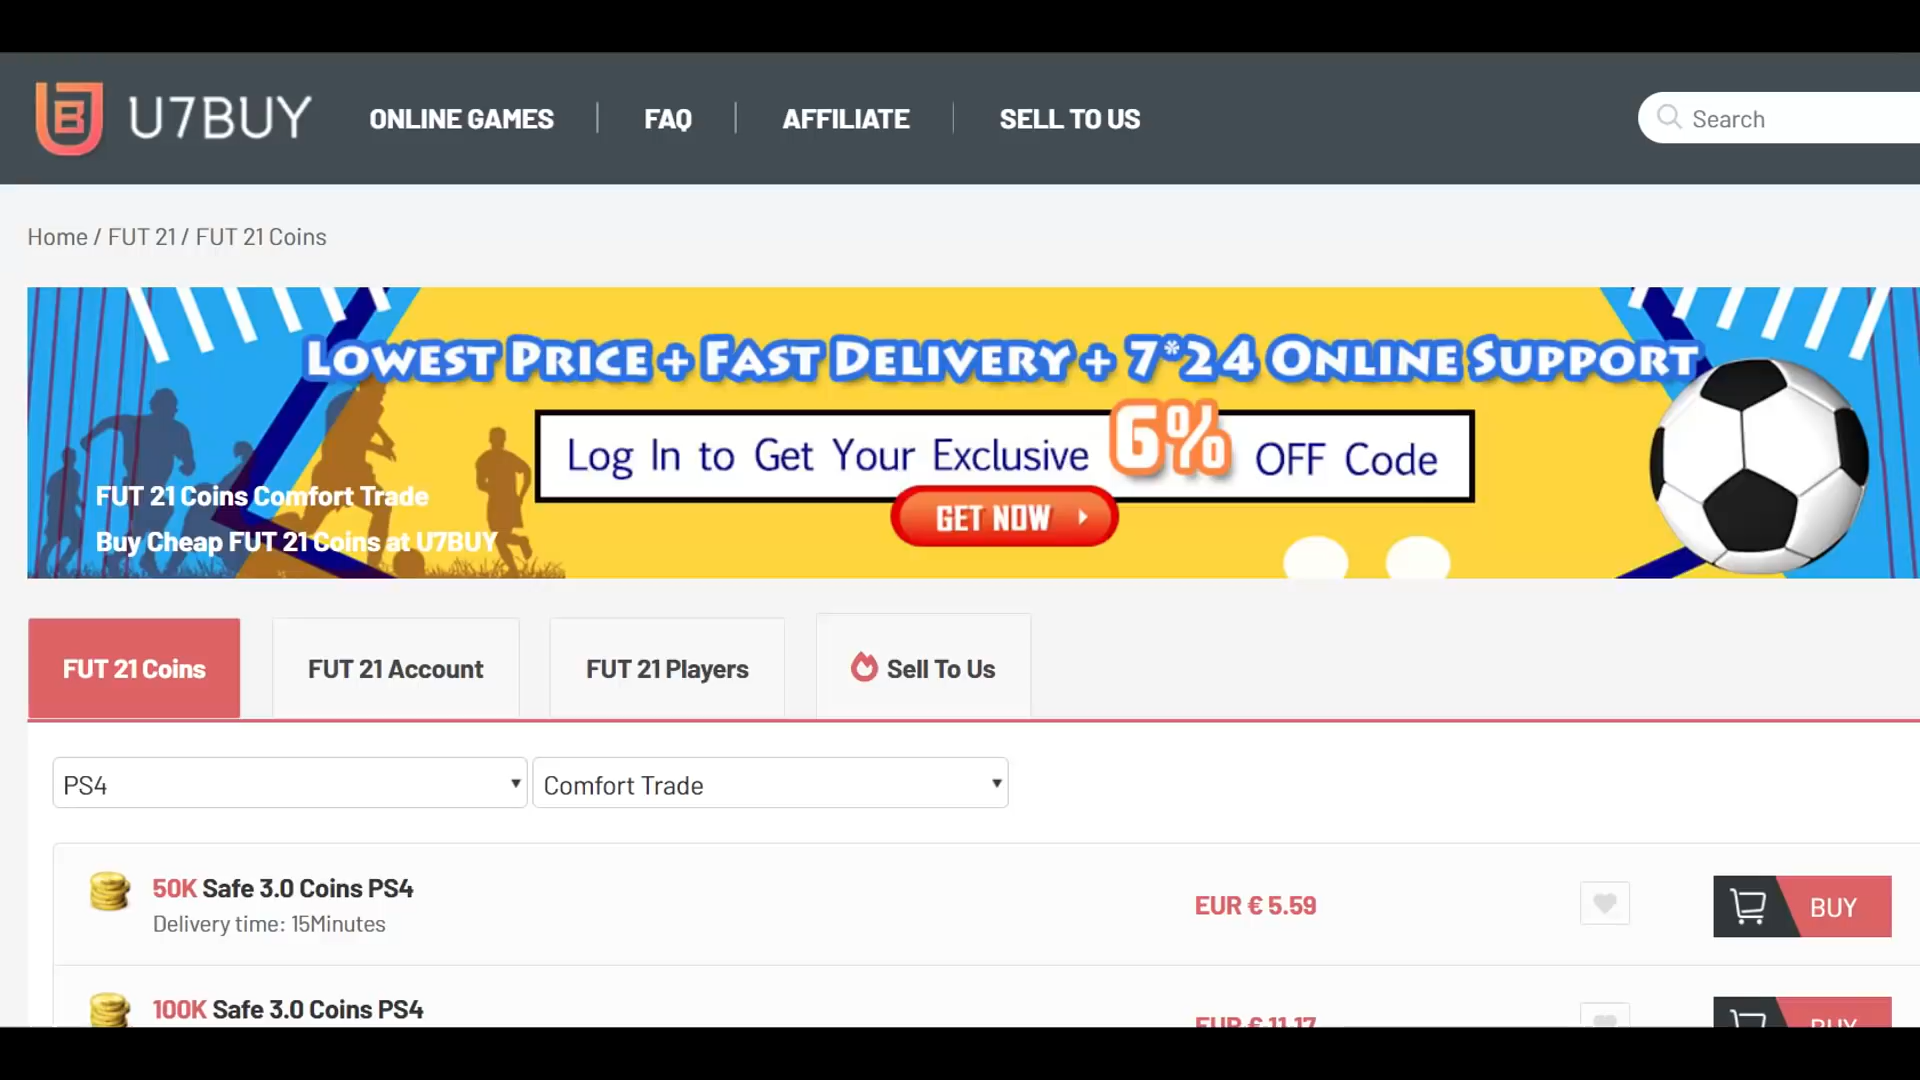 U7BUY
ONLINE GAMES
FAQ
AFFILIATE
SELL TO US
Search
Home / FUT 21 / FUT 21 Coins
LOWEST PRICE + FAST DELIVERY + 7*24 ONLINE SUPPORT
Log In to Get Your Exclusive 6% OFF Code
GET NOW
FUT 21 Coins Comfort Trade
Buy Cheap FUT 21 Coins at U7BUY
FUT 21 Coins
FUT 21 Account
FUT 21 Players
Sell To Us
PS4
Comfort Trade
50K Safe 3.0 Coins PS4
Delivery time: 15Minutes
EUR € 5.59
BUY
100K Safe 3.0 Coins PS4
EUR € 11.17
BUY